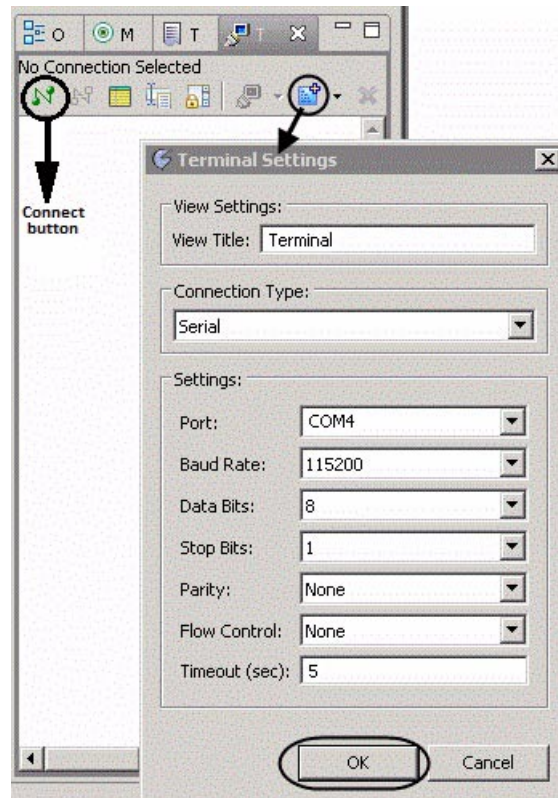 O
M
T
T
No Connection Selected
Terminal Settings
Connect
button
View Settings:
View Title: Terminal
Connection Type:
Serial
Settings:
Port: COM4
Baud Rate: 115200
Data Bits: 8
Stop Bits: 1
Parity: None
Flow Control: None
Timeout (sec): 5
OK
Cancel